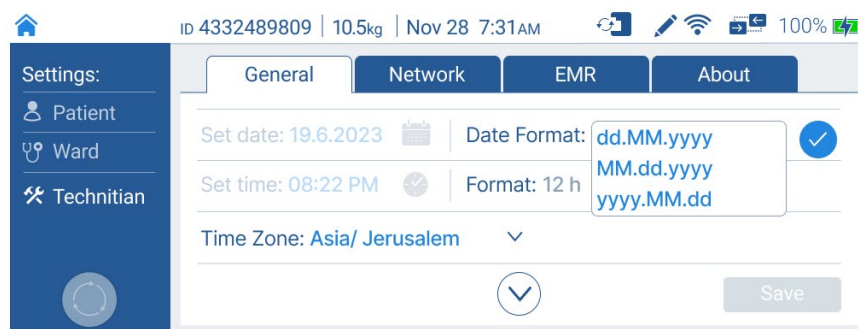 ID 4332489809 | 10.5kg | Nov 28 7:31AM 100%
Settings:
Patient
Ward
Technitian
General Network EMR About
Set date: 19.6.2023 Date Format: dd.MM.yyyy
MM.dd.yyyy
Set time: 08:22 PM Format: 12 h yyyy.MM.dd
Time Zone: Asia/ Jerusalem
Save